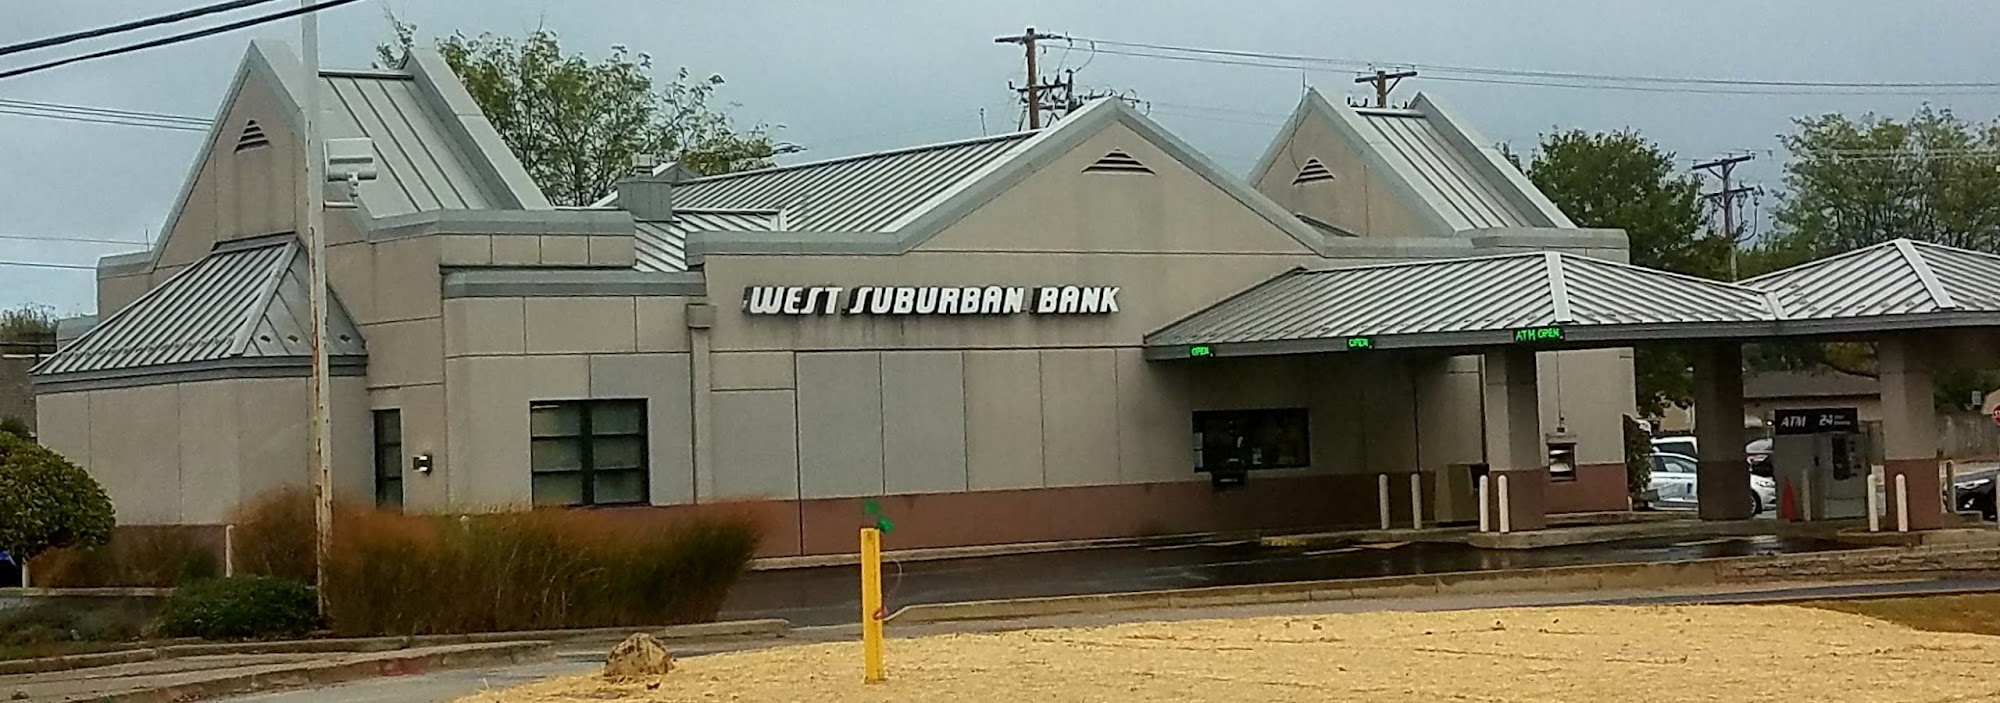 WEST SUBURBAN BANK
OPEN
OPEN
ATM OPEN
ATM 24